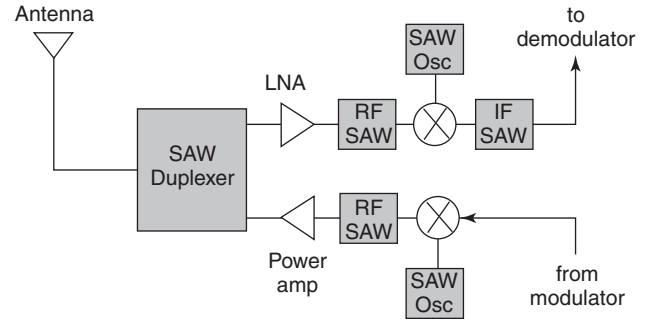 Antenna
to
demodulator
SAW
Osc
LNA
RF
SAW
IF
SAW
SAW
Duplexer
RF
SAW
Power
amp
SAW
Osc
from
modulator